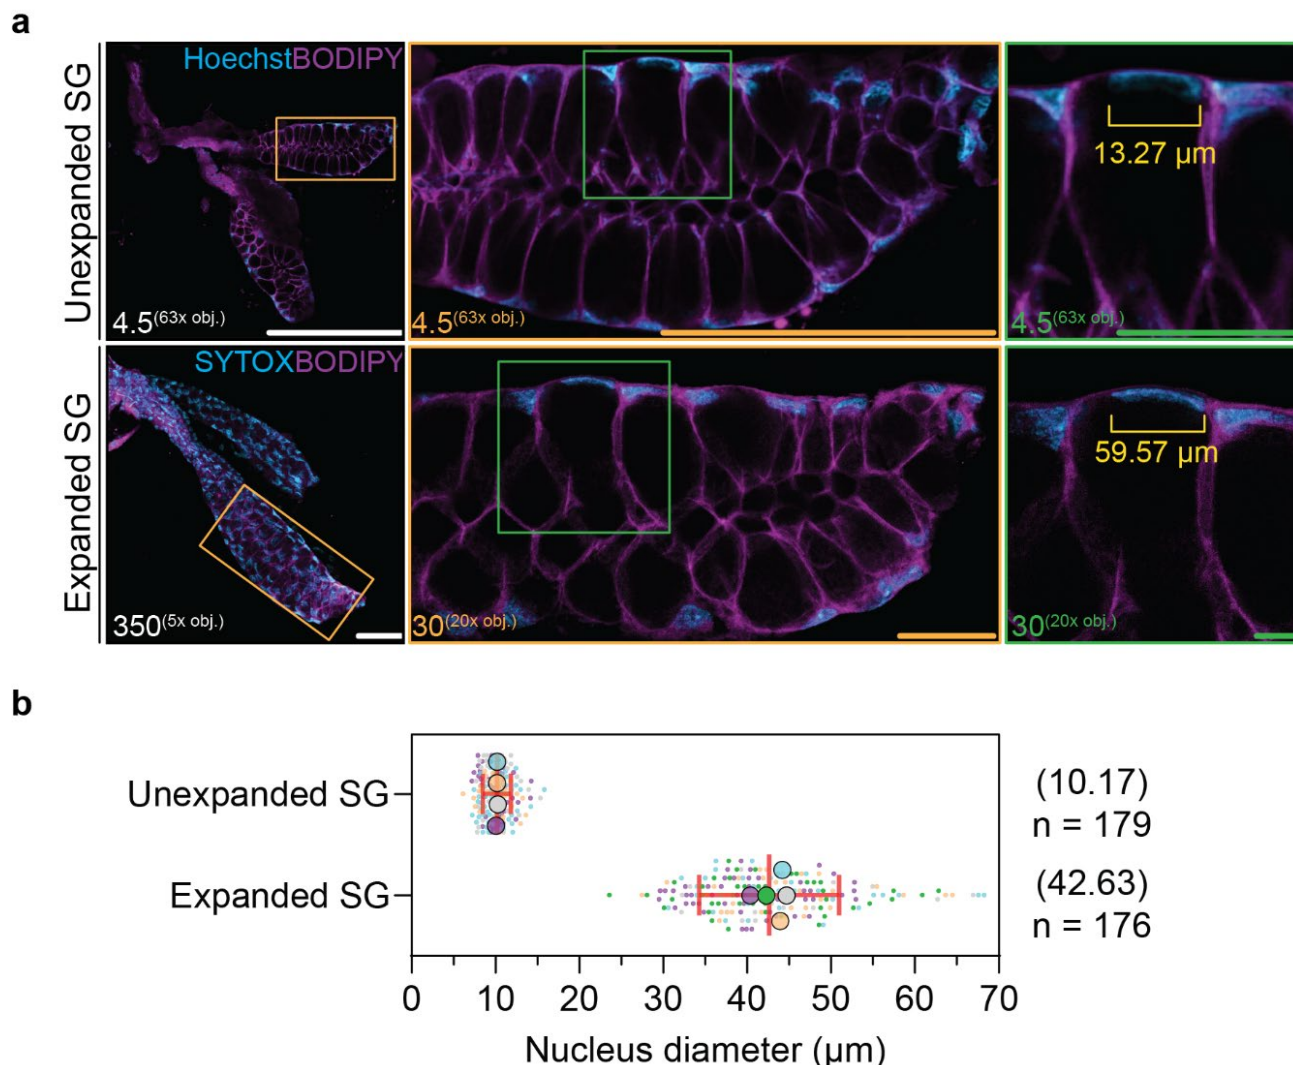 a
Unexpanded SG
HoechstBODIPY
4.5(63x obj.)
4.5(63x obj.)
13.27 µm
4.5(63x obj.)
Expanded SG
SYTOXBODIPY
350(5x obj.)
30(20x obj.)
59.57 µm
30(20x obj.)
b
Unexpanded SG
(10.17)
n = 179
Expanded SG
(42.63)
n = 176
0 10 20 30 40 50 60 70
Nucleus diameter (µm)